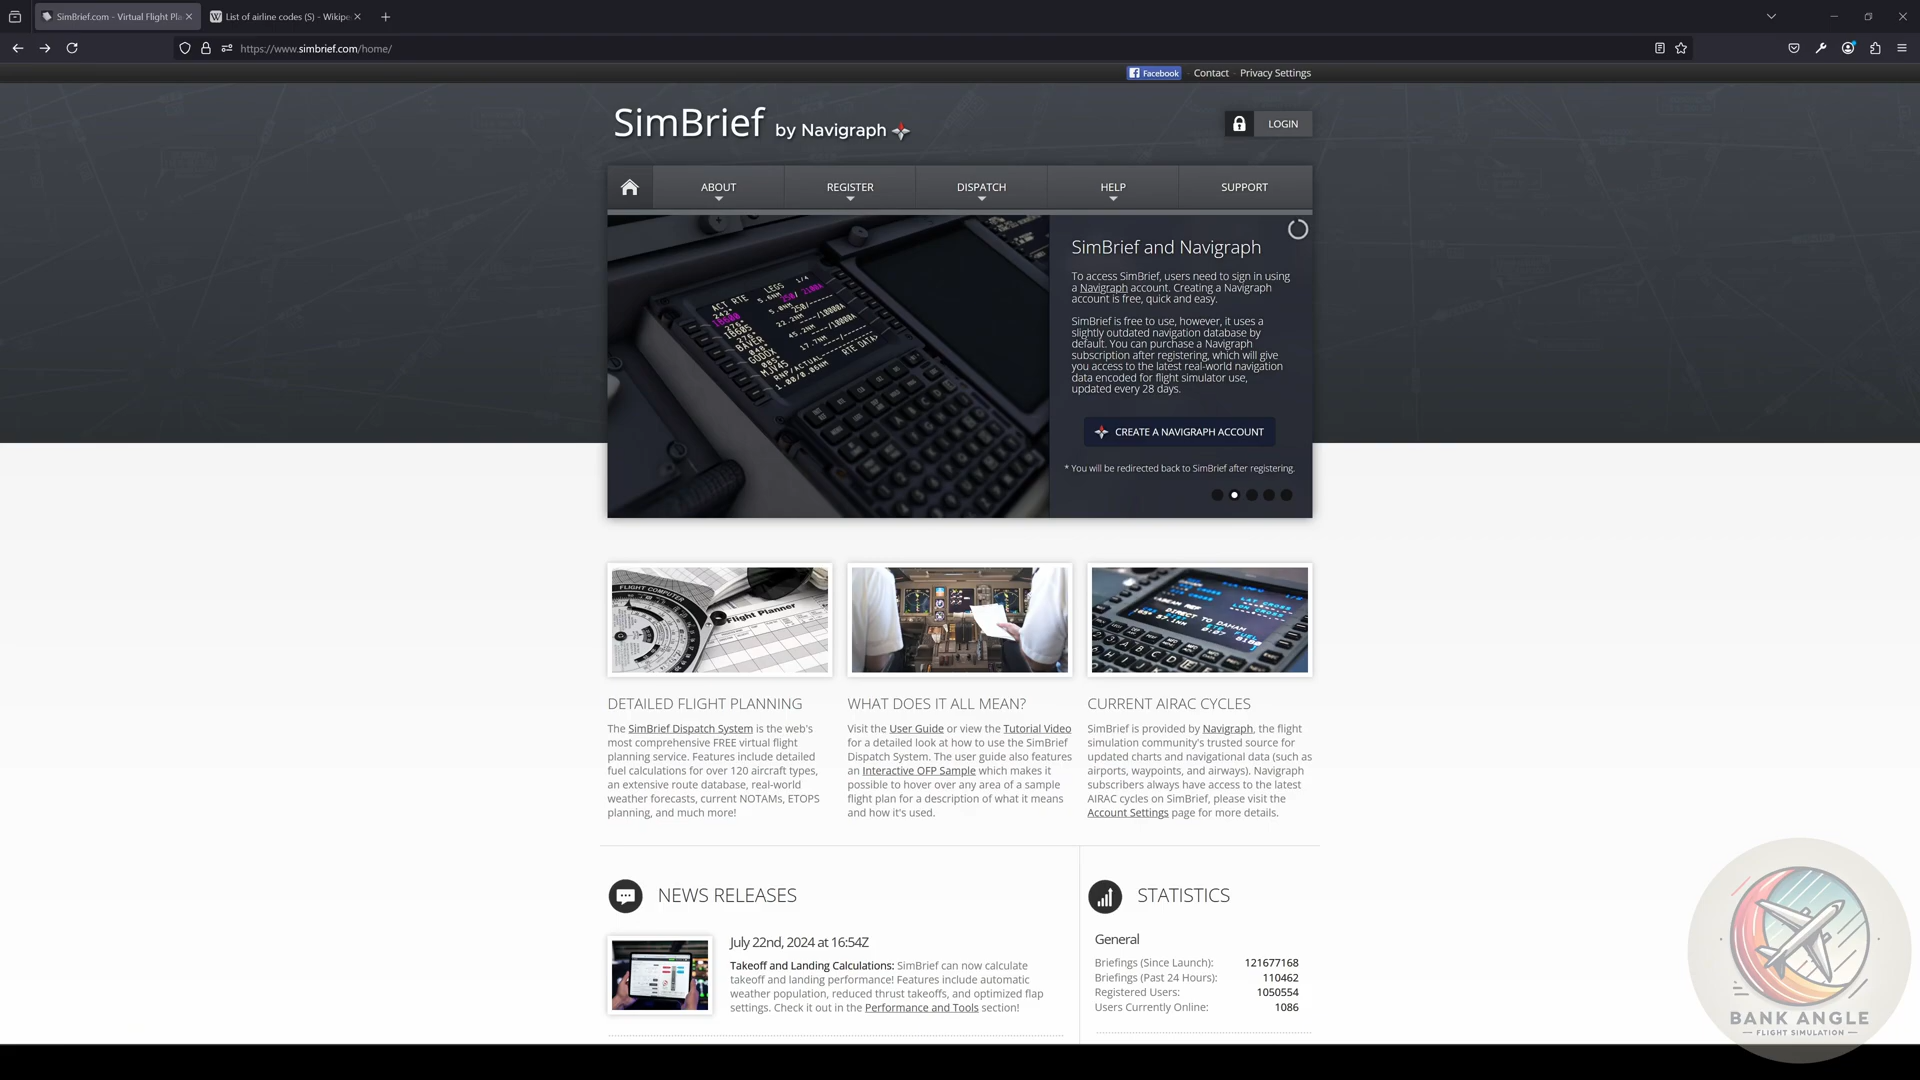 SimBrief.com - Virtual Flight Pla
List of airline codes (S) - Wikipe
https://www.simbrief.com/home/
Facebook
Contact
Privacy Settings
SimBrief by Navigraph
LOGIN
ABOUT
REGISTER
DISPATCH
HELP
SUPPORT
ACT RTE LEGS 1/4
SimBrief and Navigraph
To access SimBrief, users need to sign in using
a Navigraph account. Creating a Navigraph
account is free, quick and easy.
SimBrief is free to use, however, it uses a
slightly outdated navigation database by
default. You can purchase a Navigraph
subscription after registering, which will give
you access to the latest real-world navigation
data encoded for flight simulator use,
updated every 28 days.
CREATE A NAVIGRAPH ACCOUNT
* You will be redirected back to SimBrief after registering.
FLIGHT COMPUTER
Flight Planner
DIRECT TO DAHAM
DETAILED FLIGHT PLANNING
The SimBrief Dispatch System is the web's
most comprehensive FREE virtual flight
planning service. Features include detailed
fuel calculations for over 120 aircraft types,
an extensive route database, real-world
weather forecasts, current NOTAMs, ETOPS
planning, and much more!
WHAT DOES IT ALL MEAN?
Visit the User Guide or view the Tutorial Video
for a detailed look at how to use the SimBrief
Dispatch System. The user guide also features
an Interactive OFP Sample which makes it
possible to hover over any area of a sample
flight plan for a description of what it means
and how it's used.
CURRENT AIRAC CYCLES
SimBrief is provided by Navigraph, the flight
simulation community's trusted source for
updated charts and navigational data (such as
airports, waypoints, and airways). Navigraph
subscribers always have access to the latest
AIRAC cycles on SimBrief, please visit the
Account Settings page for more details.
NEWS RELEASES
July 22nd, 2024 at 16:54Z
Takeoff and Landing Calculations: SimBrief can now calculate
takeoff and landing performance! Features include automatic
weather population, reduced thrust takeoffs, and optimized flap
settings. Check it out in the Performance and Tools section!
STATISTICS
General
Briefings (Since Launch): 121677168
Briefings (Past 24 Hours): 110462
Registered Users: 1050554
Users Currently Online: 1086
BANK ANGLE
FLIGHT SIMULATION